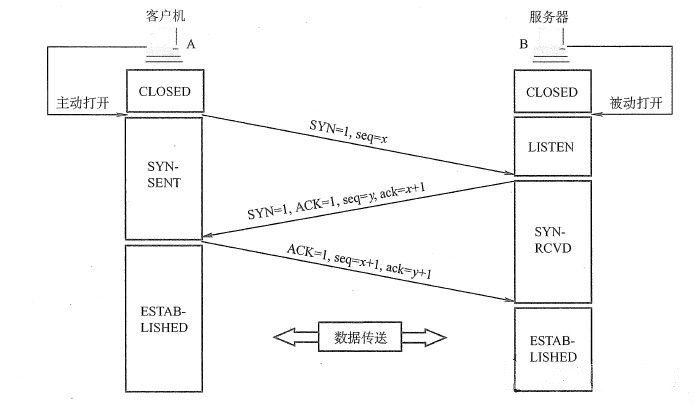 客户机
服务器
A
B
CLOSED
CLOSED
主动打开
被动打开
SYN=1, seq=x
LISTEN
SYN-
SENT
SYN=1, ACK=1, seq=y, ack=x+1
SYN-
RCVD
ACK=1, seq=x+1, ack=y+1
ESTAB-
LISHED
数据传送
ESTAB-
LISHED